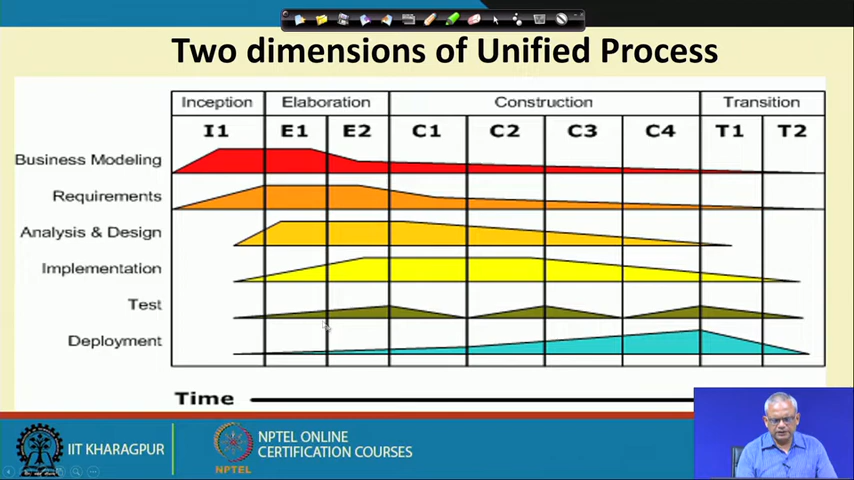 Two dimensions of Unified Process
Inception Elaboration Construction Transition
I1 E1 E2 C1 C2 C3 C4 T1 T2
Business Modeling
Requirements
Analysis & Design
Implementation
Test
Deployment
Time
IIT KHARAGPUR
NPTEL
NPTEL ONLINE
CERTIFICATION COURSES